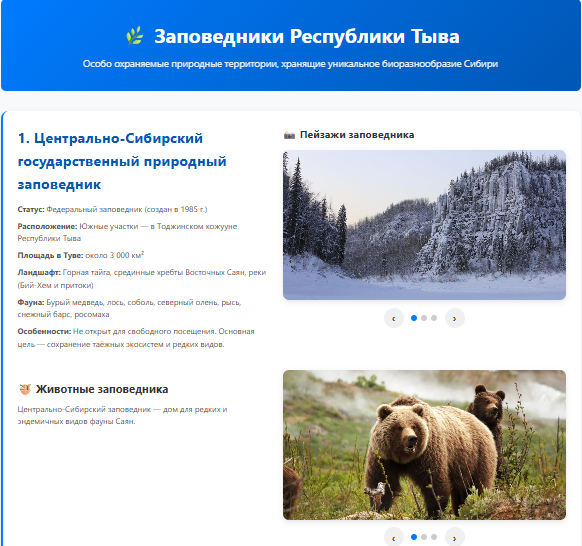 Заповедники Республики Тыва
Особо охраняемые природные территории, хранящие уникальное биоразнообразие Сибири
1. Центрально-Сибирский
государственный природный
заповедник
Статус: Федеральный заповедник (создан в 1985 г.)
Расположение: Южные участки — в Тоджинском кожууне
Республики Тыва
Площадь в Туве: около 3 000 км²
Ландшафт: Горная тайга, срединные хребты Восточных Саян, реки
(Бий-Хем и притоки)
Фауна: Бурый медведь, лось, соболь, северный олень, рысь,
снежный барс, росомаха
Особенности: Не открыт для свободного посещения. Основная
цель — сохранение таёжных экосистем и редких видов.
Пейзажи заповедника
Животные заповедника
Центрально-Сибирский заповедник — дом для редких и
эндемичных видов фауны Саян.